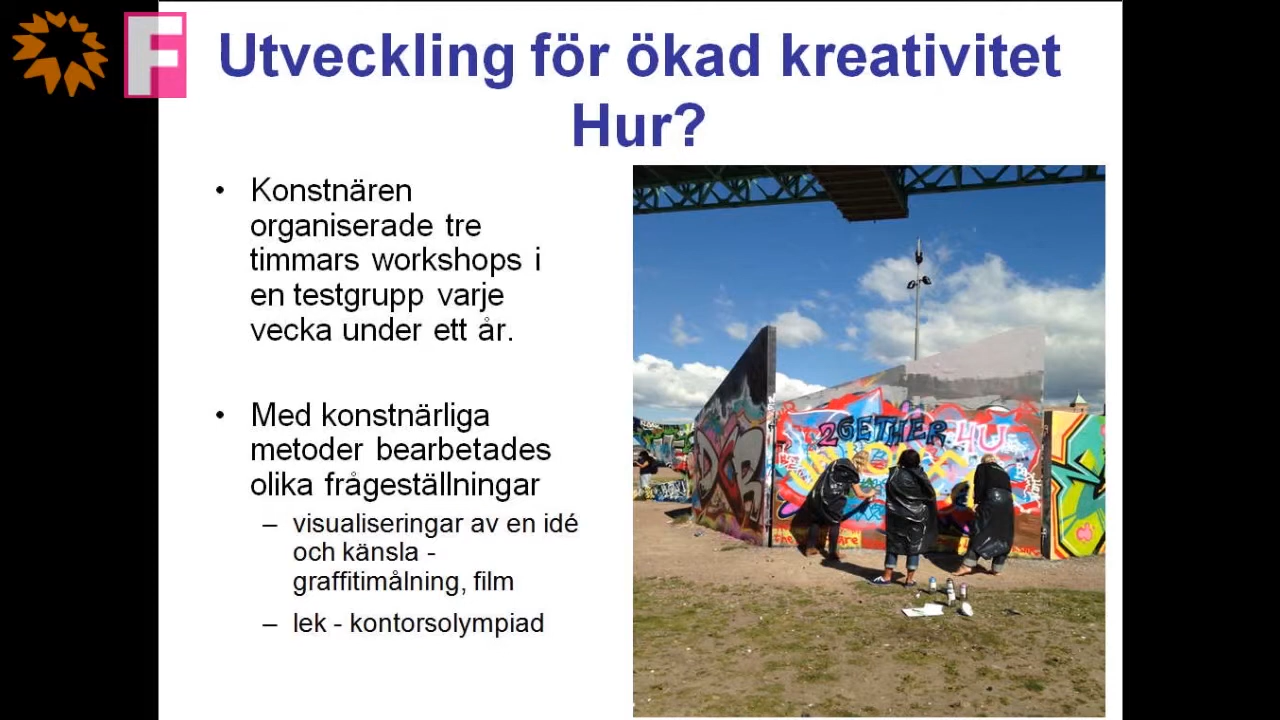 F
Utveckling för ökad kreativitet
Hur?
• Konstnären
organiserade tre
timmars workshops i
en testgrupp varje
vecka under ett år.
• Med konstnärliga
metoder bearbetades
olika frågeställningar
– visualiseringar av en idé
och känsla -
graffitimålning, film
– lek - kontorsolympiad
2GETHER 4U